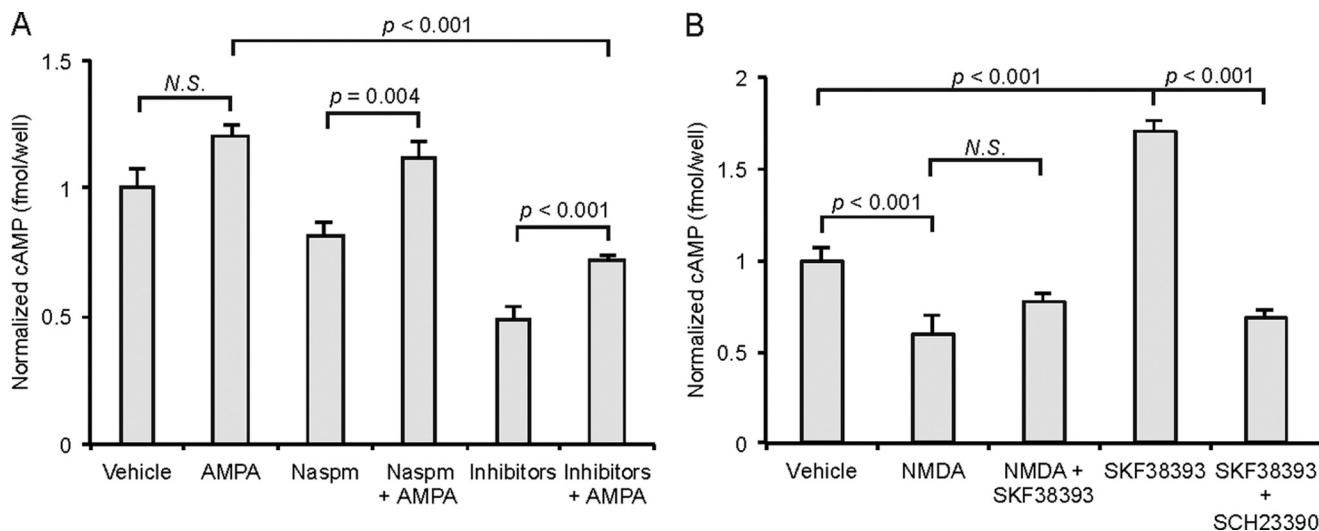 A
Normalized cAMP (fmol/well)
1.5
1
0.5
0
p < 0.001
N.S.
p = 0.004
p < 0.001
Vehicle
AMPA
Naspm
Naspm
+ AMPA
Inhibitors
Inhibitors
+ AMPA
B
Normalized cAMP (fmol/well)
2
1.5
1
0.5
0
p < 0.001
p < 0.001
N.S.
p < 0.001
Vehicle
NMDA
NMDA +
SKF38393
SKF38393
SKF38393
+
SCH23390